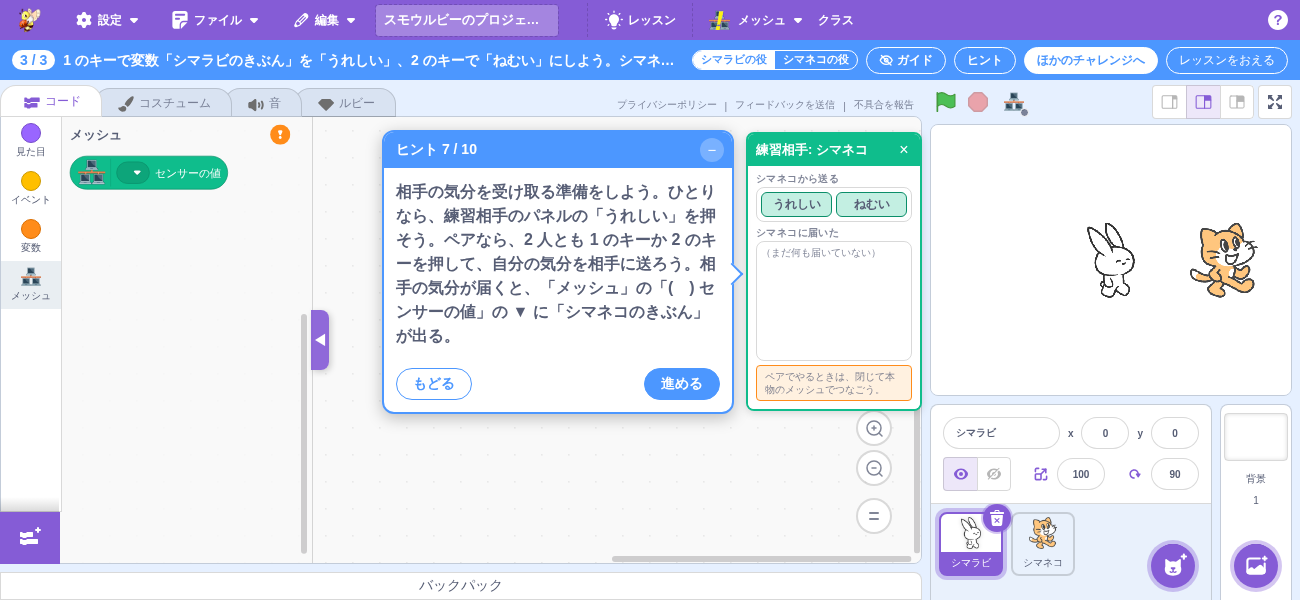 設定
ファイル
編集
スモウルビーのプロジェ…
レッスン
メッシュ
クラス
?
3 / 3
1 のキーで変数「シマラビのきぶん」を「うれしい」、2 のキーで「ねむい」にしよう。シマネ…
シマラビの役
シマネコの役
ガイド
ヒント
ほかのチャレンジへ
レッスンをおえる
コード
コスチューム
音
ルビー
プライバシーポリシー | フィードバックを送信 | 不具合を報告
見た目
イベント
変数
メッシュ
メッシュ
センサーの値
ヒント 7 / 10
相手の気分を受け取る準備をしよう。ひとり
なら、練習相手のパネルの「うれしい」を押
そう。ペアなら、2 人とも 1 のキーか 2 のキ
ーを押して、自分の気分を相手に送ろう。相
手の気分が届くと、「メッシュ」の「( ) セ
ンサーの値」の ▼ に「シマネコのきぶん」
が出る。
もどる
進める
練習相手: シマネコ
シマネコから送る
うれしい
ねむい
シマネコに届いた
（まだ何も届いていない）
ペアでやるときは、閉じて本
物のメッシュでつなごう。
シマラビ
x 0
y 0
100
90
シマラビ
シマネコ
背景
1
バックパック